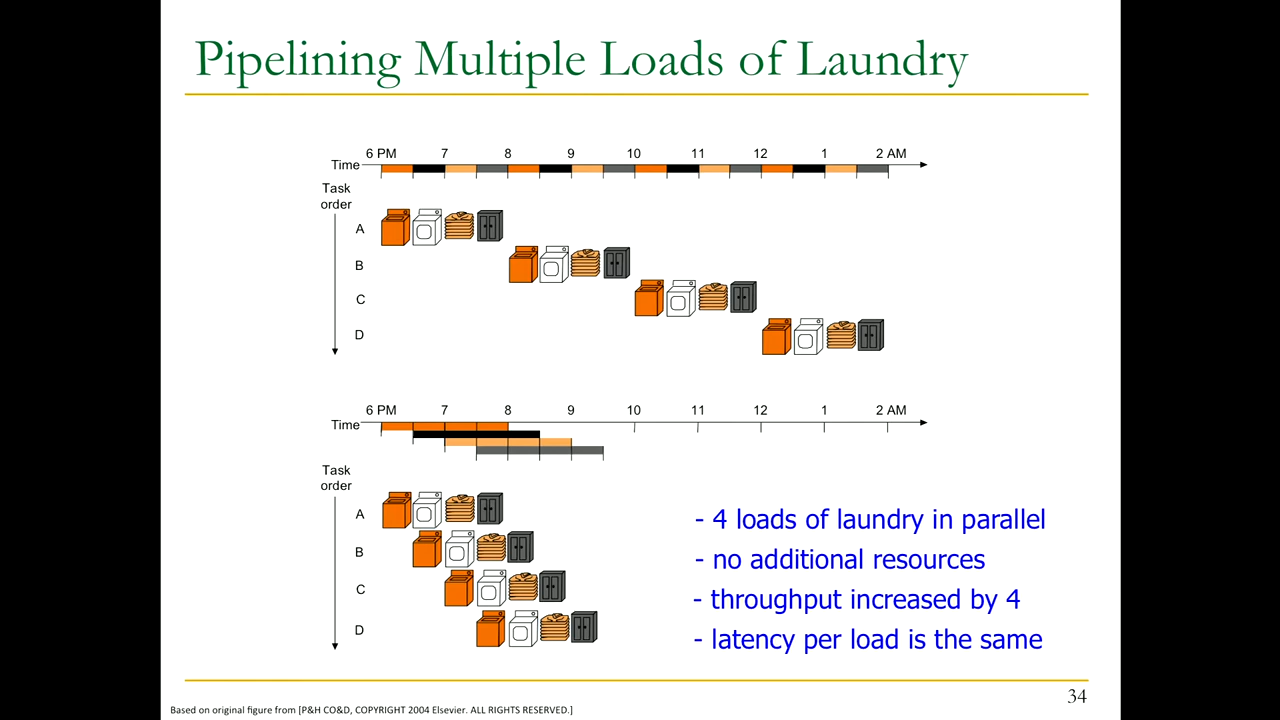 Pipelining Multiple Loads of Laundry
6 PM 7 8 9 10 11 12 1 2 AM
Time
Task
order
A
B
C
D
6 PM 7 8 9 10 11 12 1 2 AM
Time
Task
order
A
B
C
D
- 4 loads of laundry in parallel
- no additional resources
- throughput increased by 4
- latency per load is the same
34
Based on original figure from [P&H CO&D, COPYRIGHT 2004 Elsevier. ALL RIGHTS RESERVED.]